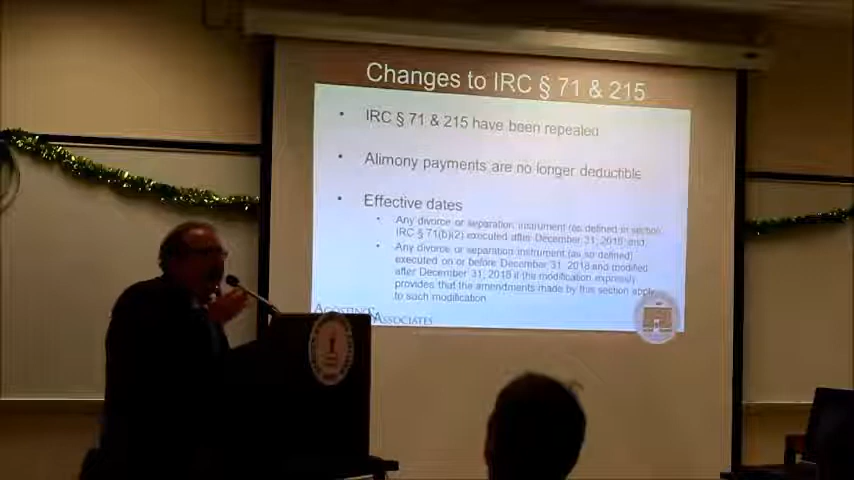 Changes to IRC § 71 & 215
• IRC § 71 & 215 have been repealed
• Alimony payments are no longer deductible
• Effective dates
• Any divorce or separation instrument (as defined in section
IRC § 71(b)(2) executed after December 31, 2018; and,
• Any divorce or separation instrument (as so defined)
executed on or before December 31, 2018 and modified
after December 31, 2018 if the modification expressly
provides that the amendments made by this section apply
to such modification.
AGOSTINO & ASSOCIATES